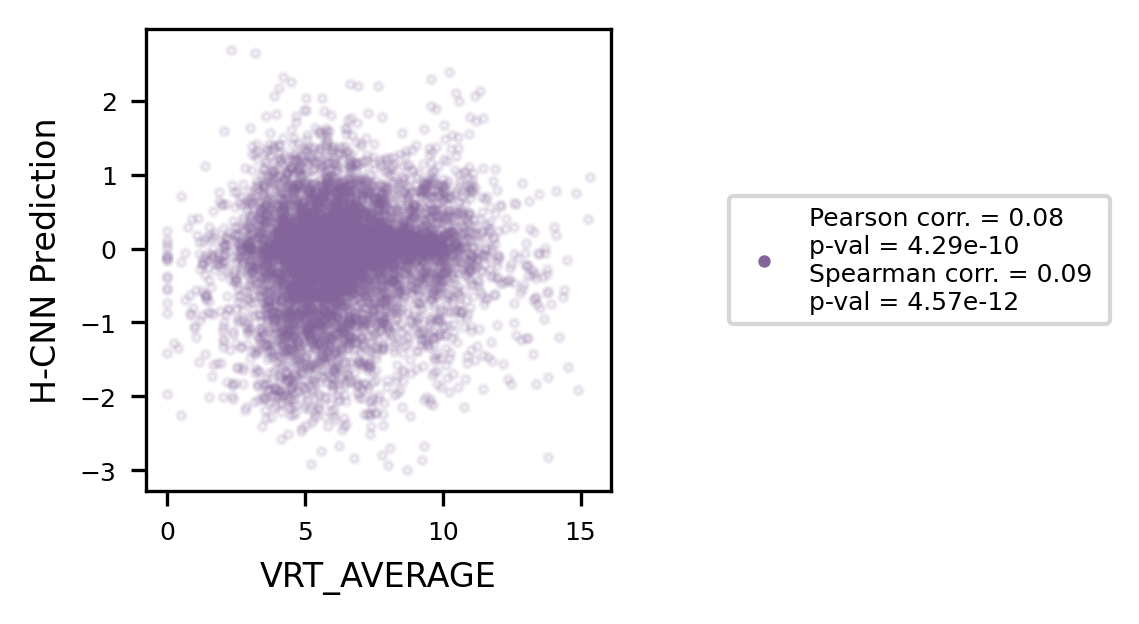 H-CNN Prediction
2
1
0
−1
−2
−3
0 5 10 15
VRT_AVERAGE
Pearson corr. = 0.08
p-val = 4.29e-10
Spearman corr. = 0.09
p-val = 4.57e-12